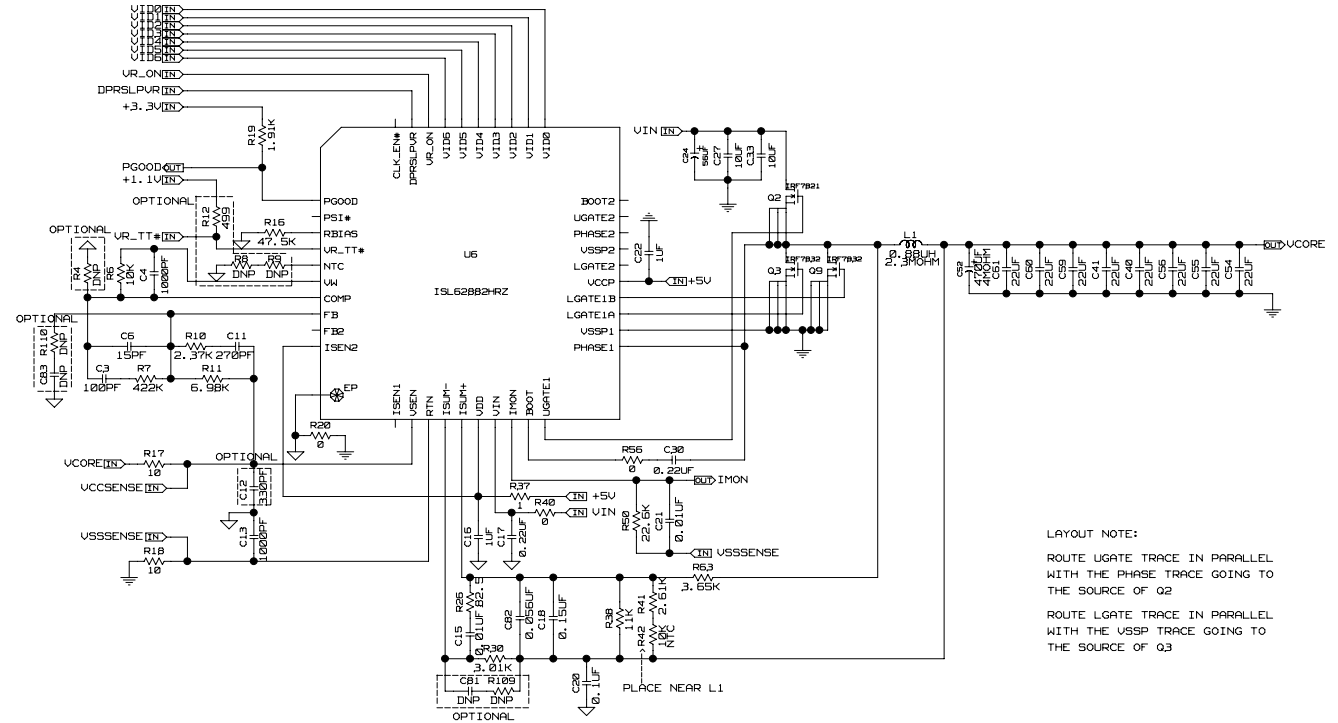 VID0 IN
VID1 IN
VID2 IN
VID3 IN
VID4 IN
VID5 IN
VID6 IN
VR_ON IN
DPRSLPVR IN
+3.3V IN
R19
1.91K
PGOOD OUT
+1.1V IN
OPTIONAL
R12
499
VR_TT# IN
R16
47.5K
R8
DNP
R9
DNP
OPTIONAL
R4
DNP
R6
10K
C4
1000PF
OPTIONAL
R110
DNP
C83
DNP
C6
15PF
R10
2.37K
C11
270PF
C3
100PF
R7
422K
R11
6.98K
CLK_EN#
DPRSLPVR
VR_ON
VID6
VID5
VID4
VID3
VID2
VID1
VID0
PGOOD
PSI#
RBIAS
VR_TT#
NTC
VW
COMP
FB
FB2
ISEN2
EP
U6
ISL62882HRZ
BOOT2
UGATE2
PHASE2
VSSP2
LGATE2
VCCP
LGATE1B
LGATE1A
VSSP1
PHASE1
ISEN1
VSEN
RTN
ISUM-
ISUM+
VDD
VIN
IMON
BOOT
UGATE1
C22
1UF
IN +5V
VIN IN
C24
56UF
C27
10UF
C33
10UF
IRF7821
Q2
Q3
IRF7832
Q9
IRF7832
L1
0.88UH
2.3MOHM
OUT VCORE
C52
470UF
4MOHM
C61
22UF
C60
22UF
C59
22UF
C41
22UF
C40
22UF
C56
22UF
C55
22UF
C54
22UF
R20
0
VCORE IN
R17
10
VCCSENSE IN
OPTIONAL
C12
330PF
C13
1000PF
VSSSENSE IN
R18
10
R56
0
C30
0.22UF
OUT IMON
R37
1
IN +5V
R40
0
IN VIN
C16
1UF
C17
0.22UF
R50
22.6K
C21
0.01UF
IN VSSSENSE
R63
3.65K
R26
82.5
C15
0.01UF
C82
0.056UF
C18
0.15UF
R38
11K
R41
2.61K
R42
10K
NTC
R30
3.01K
C81
DNP
R109
DNP
OPTIONAL
C20
0.1UF
PLACE NEAR L1
LAYOUT NOTE:
ROUTE UGATE TRACE IN PARALLEL
WITH THE PHASE TRACE GOING TO
THE SOURCE OF Q2
ROUTE LGATE TRACE IN PARALLEL
WITH THE VSSP TRACE GOING TO
THE SOURCE OF Q3